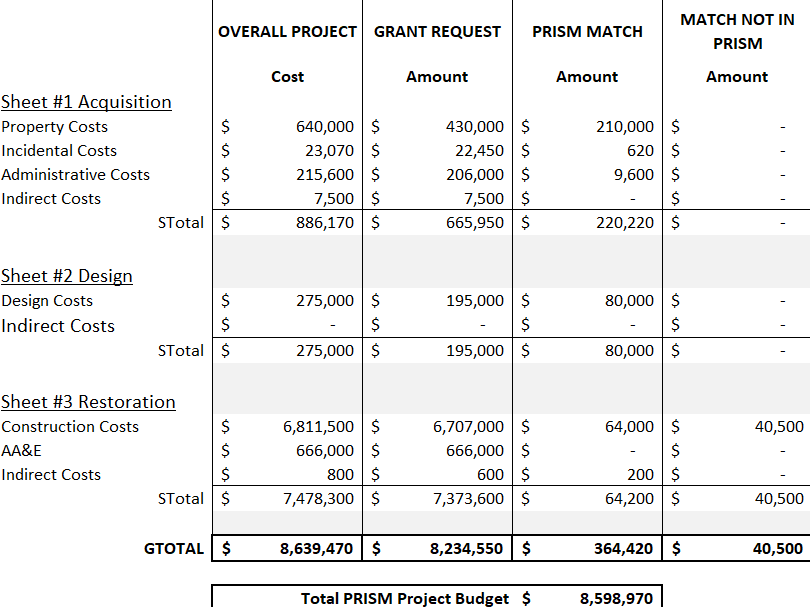 OVERALL PROJECT GRANT REQUEST PRISM MATCH MATCH NOT IN PRISM
Cost Amount Amount Amount
Sheet #1 Acquisition
Property Costs $ 640,000 $ 430,000 $ 210,000 $ -
Incidental Costs $ 23,070 $ 22,450 $ 620 $ -
Administrative Costs $ 215,600 $ 206,000 $ 9,600 $ -
Indirect Costs $ 7,500 $ 7,500 $ - $ -
STotal $ 886,170 $ 665,950 $ 220,220 $ -
Sheet #2 Design
Design Costs $ 275,000 $ 195,000 $ 80,000 $ -
Indirect Costs $ - $ - $ - $ -
STotal $ 275,000 $ 195,000 $ 80,000 $ -
Sheet #3 Restoration
Construction Costs $ 6,811,500 $ 6,707,000 $ 64,000 $ 40,500
AA&E $ 666,000 $ 666,000 $ - $ -
Indirect Costs $ 800 $ 600 $ 200 $ -
STotal $ 7,478,300 $ 7,373,600 $ 64,200 $ 40,500
GTOTAL $ 8,639,470 $ 8,234,550 $ 364,420 $ 40,500
Total PRISM Project Budget $ 8,598,970